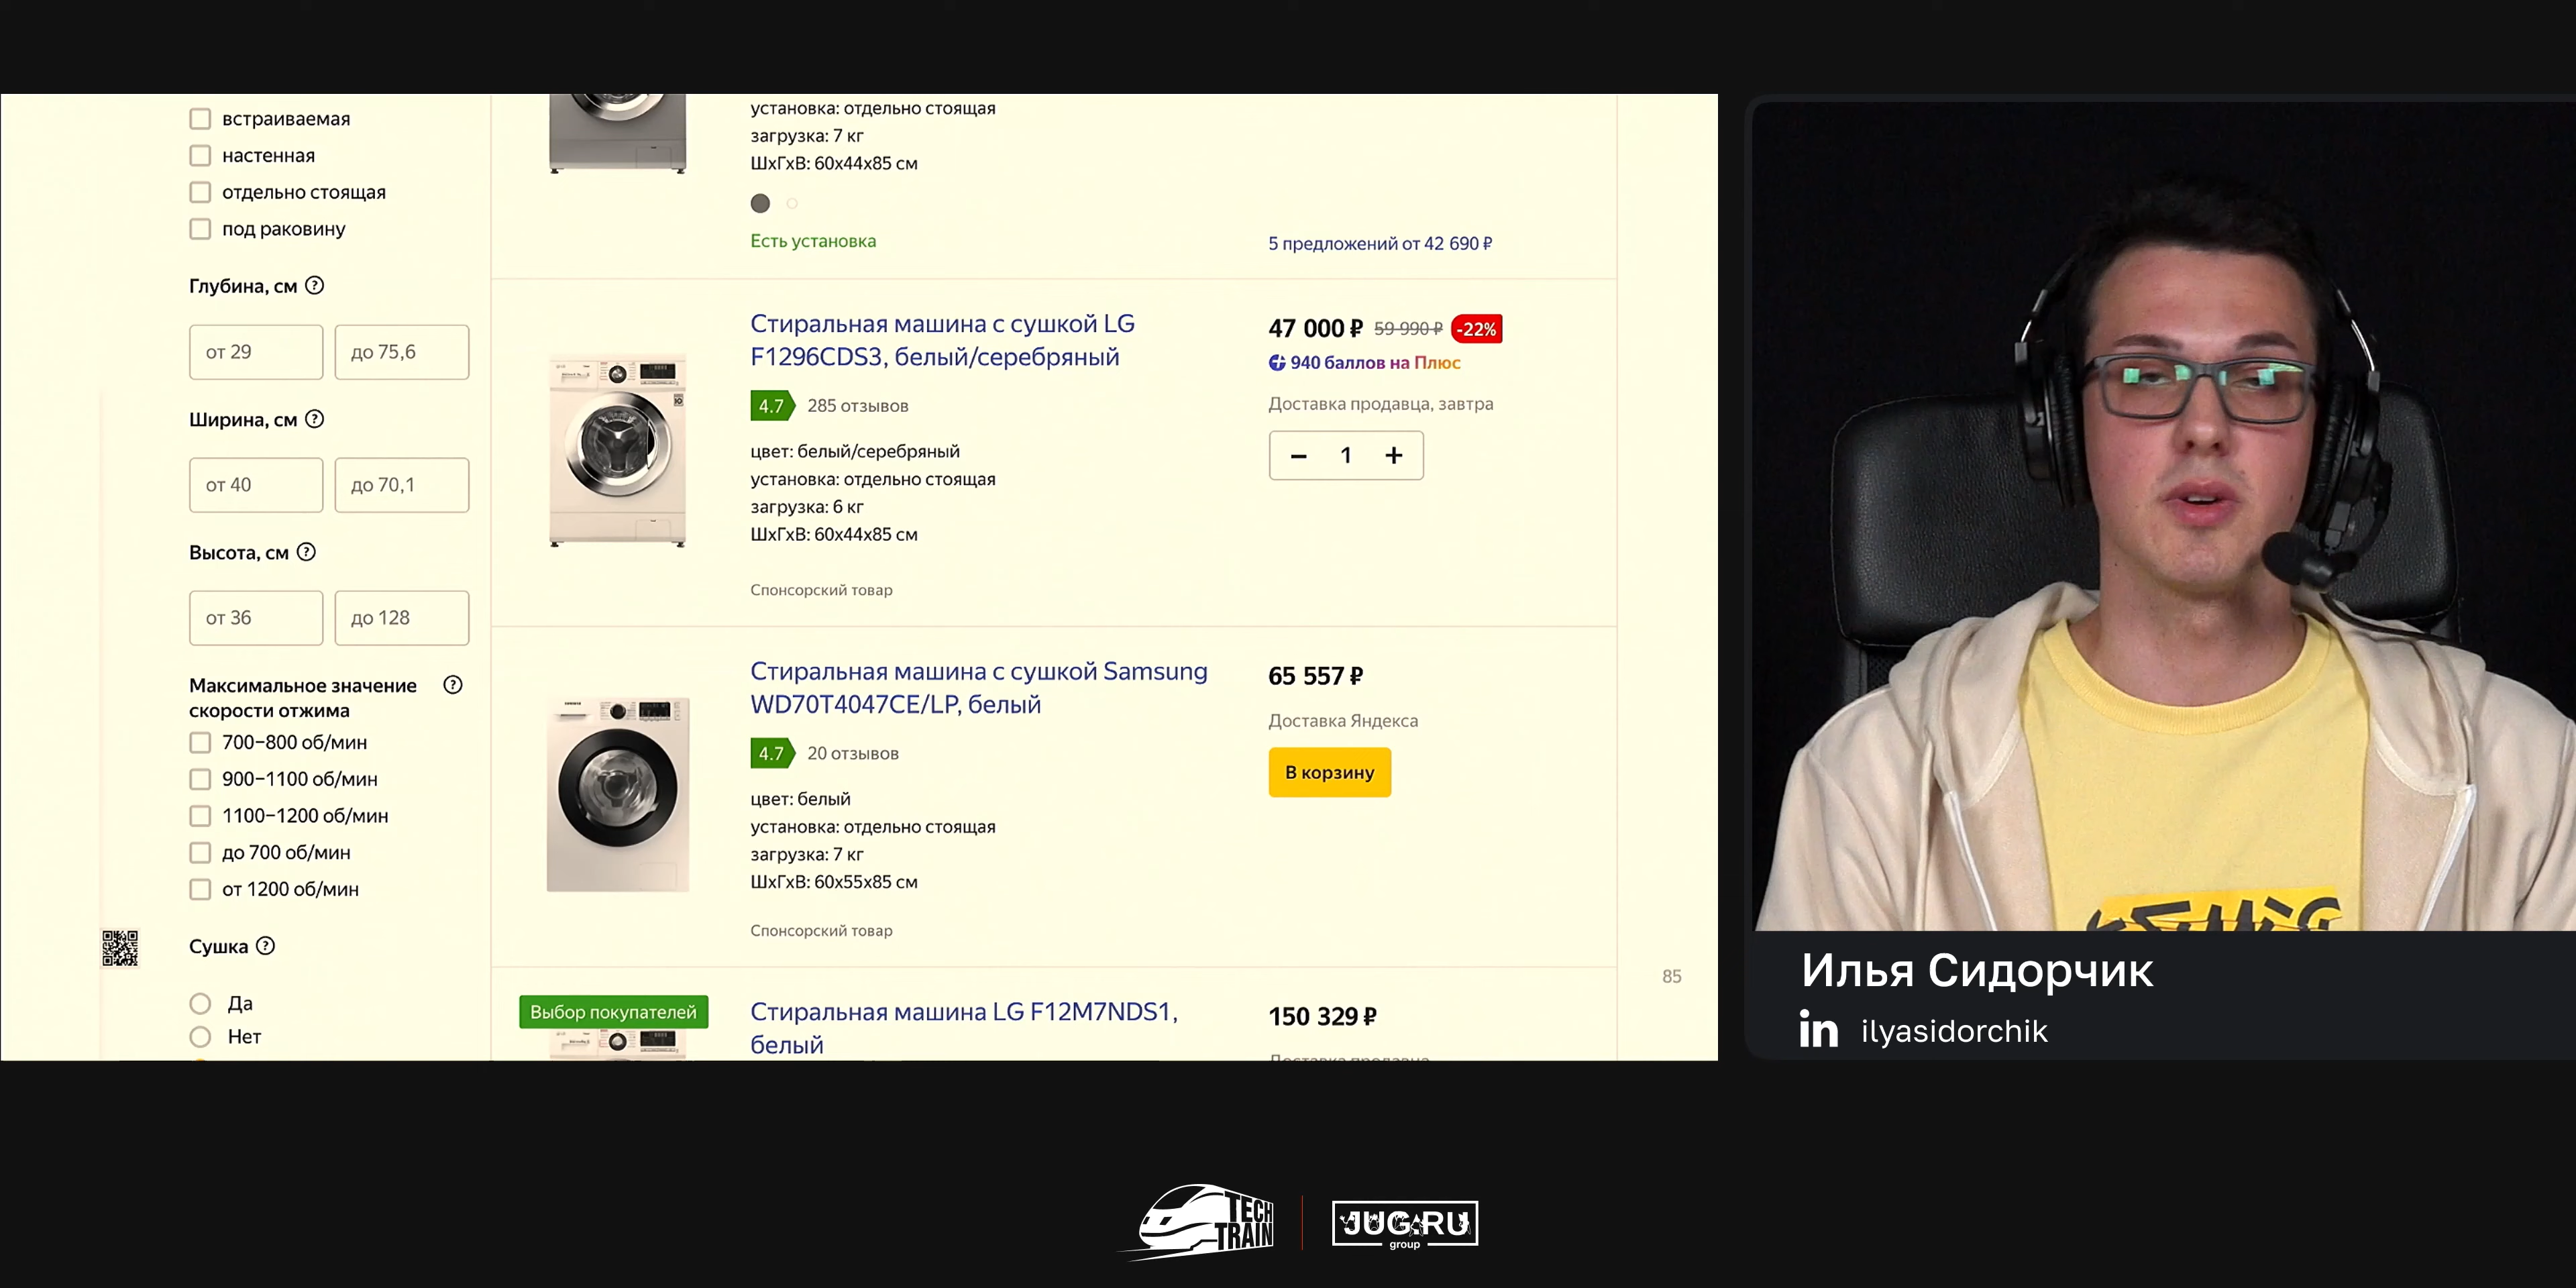 встраиваемая
настенная
отдельно стоящая
под раковину
Глубина, см
от 29
до 75,6
Ширина, см
от 40
до 70,1
Высота, см
от 36
до 128
Максимальное значение
скорости отжима
700–800 об/мин
900–1100 об/мин
1100–1200 об/мин
до 700 об/мин
от 1200 об/мин
Сушка
Да
Нет
установка: отдельно стоящая
загрузка: 7 кг
ШхГхВ: 60х44х85 см
Есть установка
5 предложений от 42 690 ₽
Стиральная машина с сушкой LG
F1296CDS3, белый/серебряный
4.7 285 отзывов
цвет: белый/серебряный
установка: отдельно стоящая
загрузка: 6 кг
ШхГхВ: 60х44х85 см
Спонсорский товар
47 000 ₽ 59 990 ₽ -22%
940 баллов на Плюс
Доставка продавца, завтра
− 1 +
Стиральная машина с сушкой Samsung
WD70T4047CE/LP, белый
4.7 20 отзывов
цвет: белый
установка: отдельно стоящая
загрузка: 7 кг
ШхГхВ: 60х55х85 см
Спонсорский товар
65 557 ₽
Доставка Яндекса
В корзину
Выбор покупателей
Стиральная машина LG F12M7NDS1,
белый
150 329 ₽
Доставка продавца
85
Илья Сидорчик
in ilyasidorchik
TECH
TRAIN
JUG.RU
group